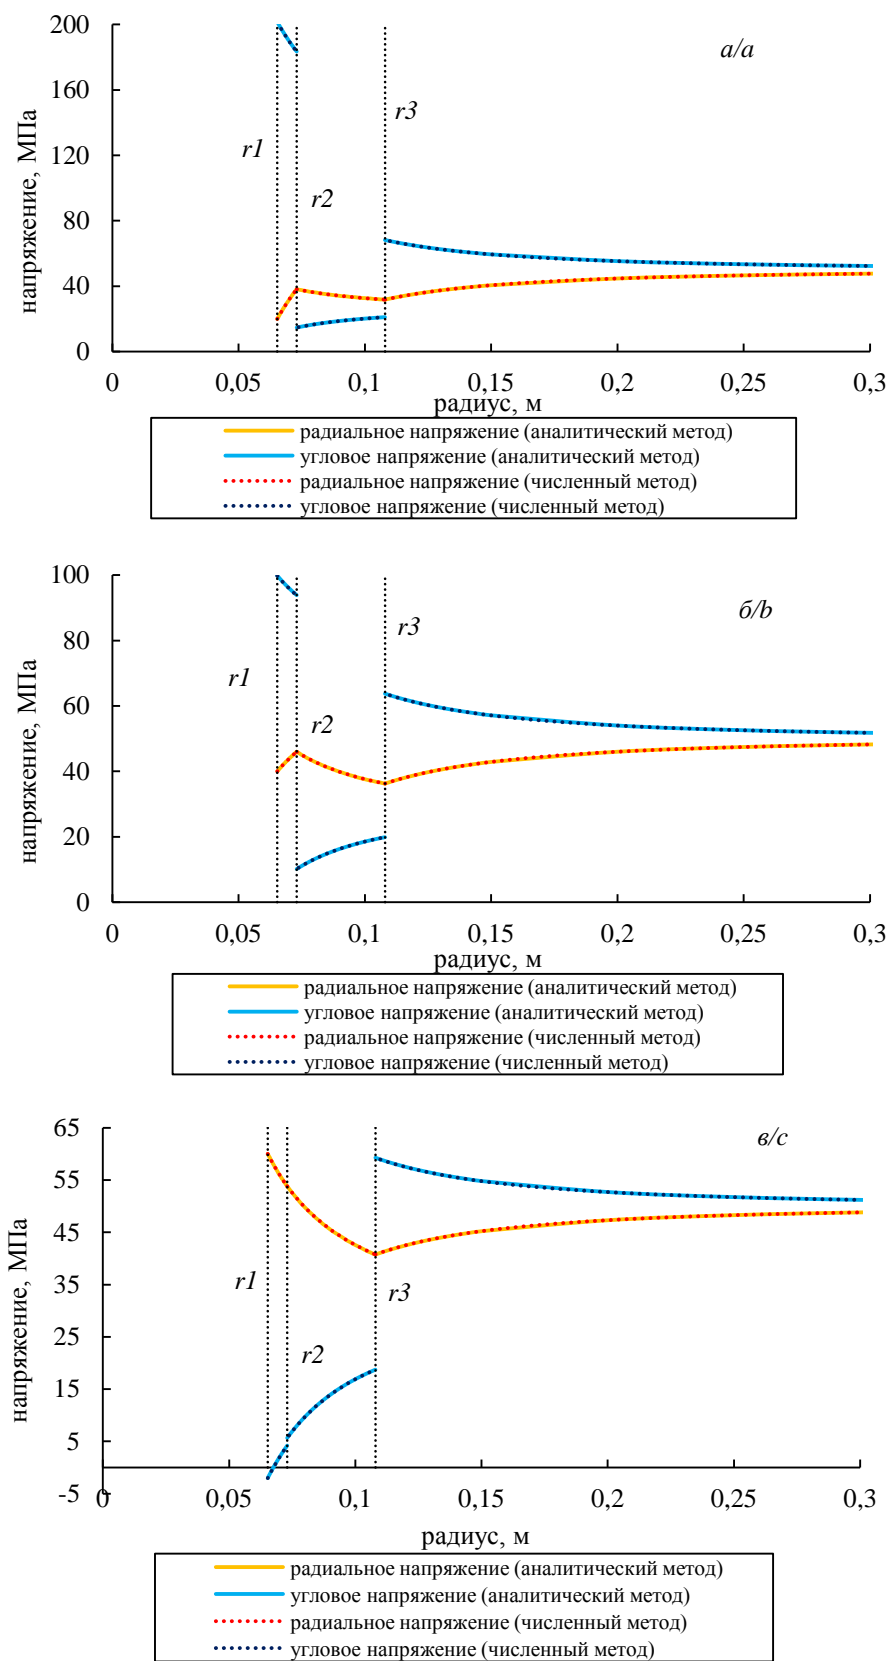 200
160
120
80
40
0
напряжение, МПа
a/a
r1
r2
r3
0 0,05 0,1 0,15 0,2 0,25 0,3
радиус, м
радиальное напряжение (аналитический метод)
угловое напряжение (аналитический метод)
радиальное напряжение (численный метод)
угловое напряжение (численный метод)
100
80
60
40
20
0
напряжение, МПа
б/b
r1
r2
r3
0 0,05 0,1 0,15 0,2 0,25 0,3
радиус, м
радиальное напряжение (аналитический метод)
угловое напряжение (аналитический метод)
радиальное напряжение (численный метод)
угловое напряжение (численный метод)
65
55
45
35
25
15
5
-5
напряжение, МПа
в/c
r1
r2
r3
0 0,05 0,1 0,15 0,2 0,25 0,3
радиус, м
радиальное напряжение (аналитический метод)
угловое напряжение (аналитический метод)
радиальное напряжение (численный метод)
угловое напряжение (численный метод)